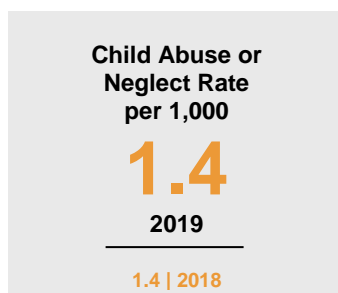 Child Abuse or
Neglect Rate
per 1,000
1.4
2019
1.4 | 2018